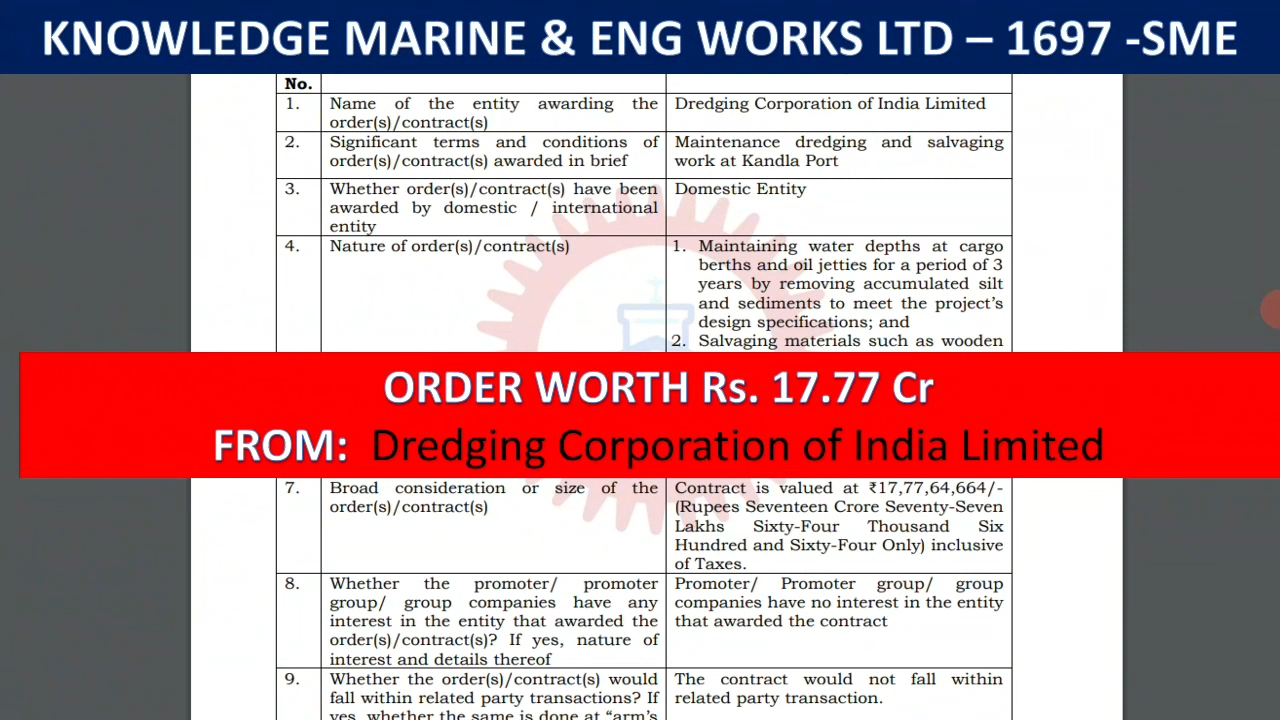 KNOWLEDGE MARINE & ENG WORKS LTD – 1697 -SME
No.
1. Name of the entity awarding the Dredging Corporation of India Limited
order(s)/contract(s)
2. Significant terms and conditions of Maintenance dredging and salvaging
order(s)/contract(s) awarded in brief work at Kandla Port
3. Whether order(s)/contract(s) have been Domestic Entity
awarded by domestic / international
entity
4. Nature of order(s)/contract(s) 1. Maintaining water depths at cargo
berths and oil jetties for a period of 3
years by removing accumulated silt
and sediments to meet the project’s
design specifications; and
2. Salvaging materials such as wooden
ORDER WORTH Rs. 17.77 Cr
FROM: Dredging Corporation of India Limited
7. Broad consideration or size of the Contract is valued at ₹17,77,64,664/-
order(s)/contract(s) (Rupees Seventeen Crore Seventy-Seven
Lakhs Sixty-Four Thousand Six
Hundred and Sixty-Four Only) inclusive
of Taxes.
8. Whether the promoter/ promoter Promoter/ Promoter group/ group
group/ group companies have any companies have no interest in the entity
interest in the entity that awarded the that awarded the contract
order(s)/contract(s)? If yes, nature of
interest and details thereof
9. Whether the order(s)/contract(s) would The contract would not fall within
fall within related party transactions? If related party transaction.
yes, whether the same is done at “arm’s